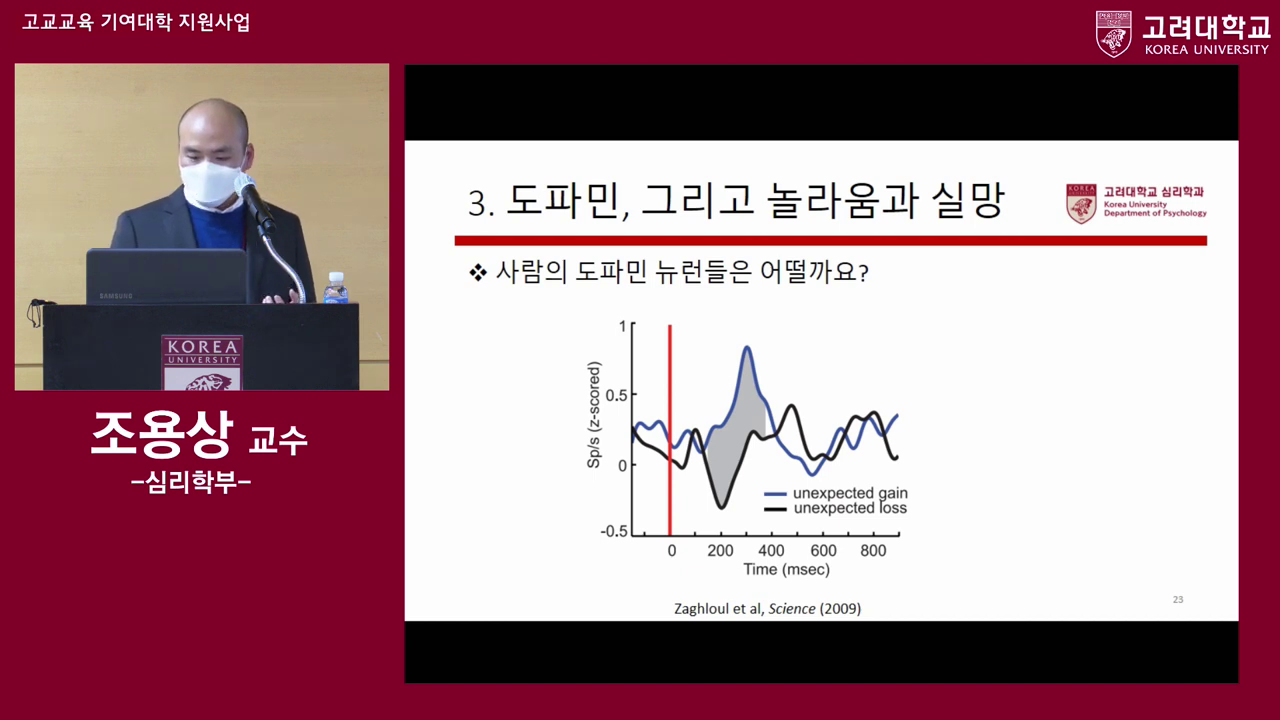 고교교육 기여대학 지원사업
고려대학교
KOREA UNIVERSITY
SAMSUNG
KOREA
UNIVERSITY
조용상 교수
-심리학부-
3. 도파민, 그리고 놀라움과 실망
KOREA
고려대학교 심리학과
Korea University
Department of Psychology
❖ 사람의 도파민 뉴런들은 어떨까요?
1
0.5
0
-0.5
Sp/s (z-scored)
unexpected gain
unexpected loss
0 200 400 600 800
Time (msec)
Zaghloul et al, Science (2009)
23